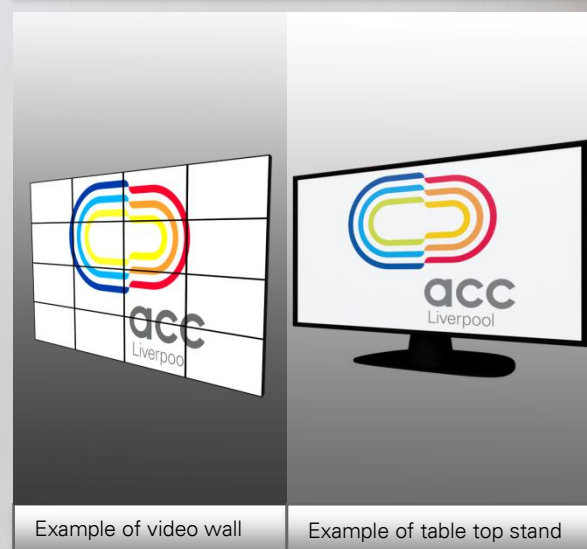 acc
Liverpool
acc
Liverpool
Example of video wall
Example of table top stand